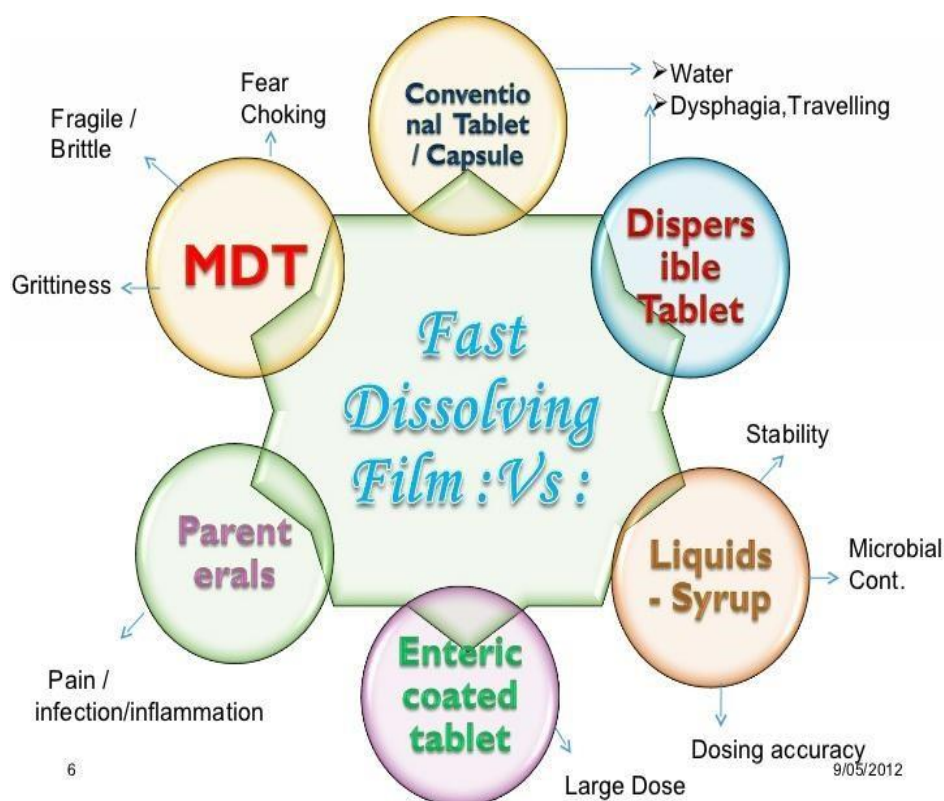 Conventio
nal Tablet
/ Capsule
➢Water
➢Dysphagia,Travelling
Fear
Choking
Fragile /
Brittle
MDT
Grittiness
Dispers
ible
Tablet
Fast
Dissolving
Film :Vs :
Stability
Liquids
- Syrup
Microbial
Cont.
Dosing accuracy
Parent
erals
Pain /
infection/inflammation
Enteric
coated
tablet
Large Dose
6
9/05/2012